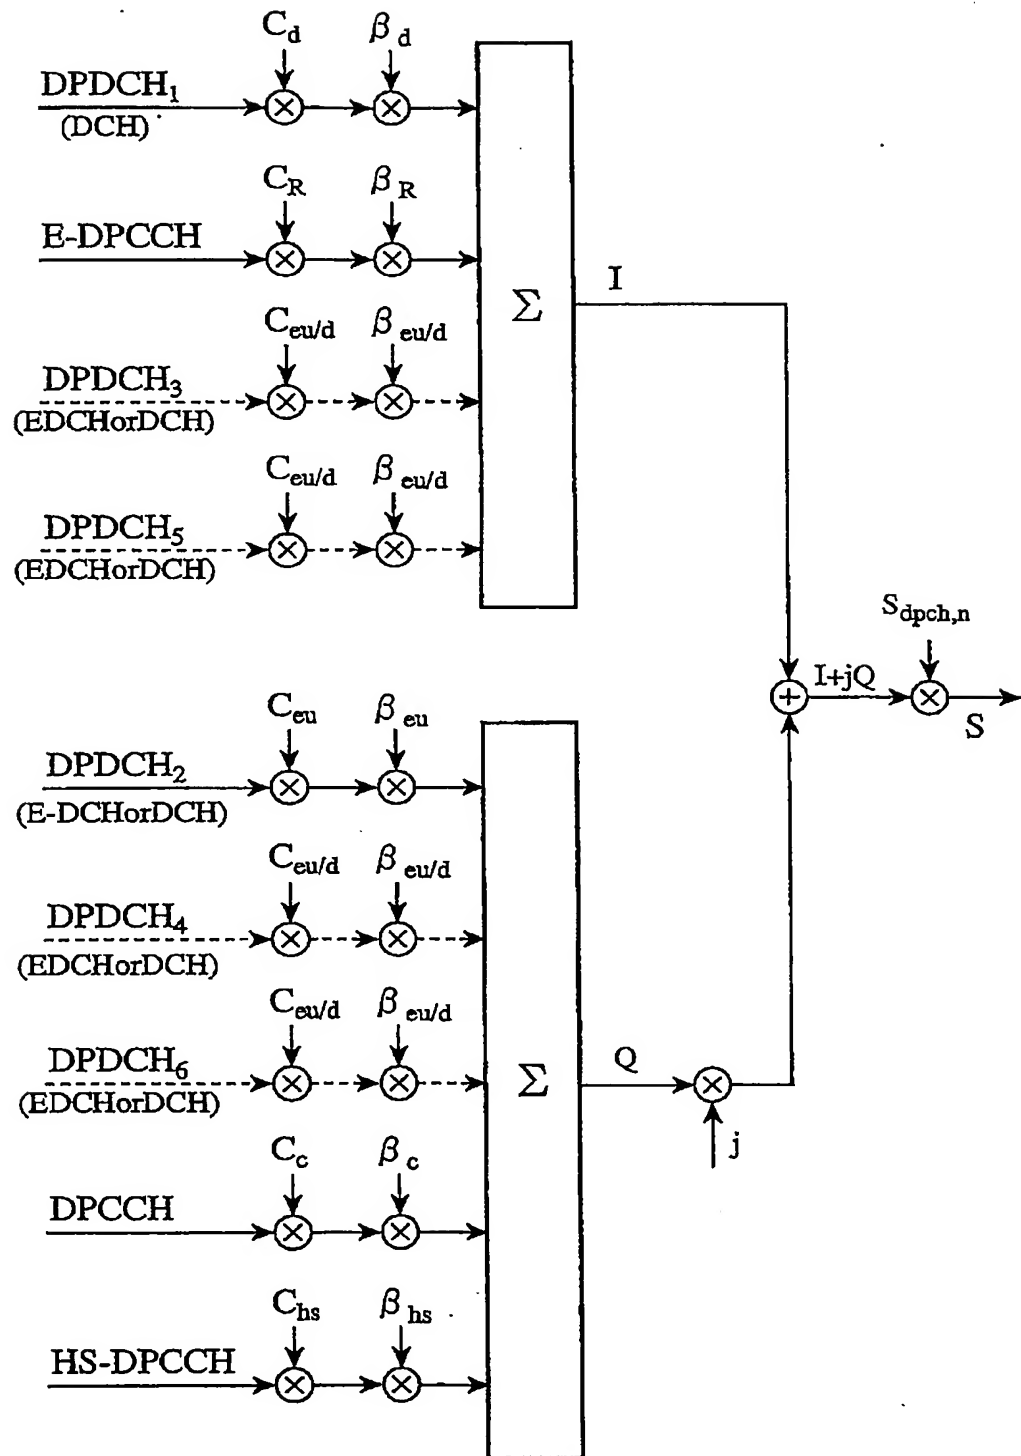 C_d β_d
DPDCH_1
(DCH)
C_R β_R
E-DPCCH
Σ
I
C_eu/d β_eu/d
DPDCH_3
(EDCHorDCH)
C_eu/d β_eu/d
DPDCH_5
(EDCHorDCH)
S_dpch,n
I+jQ
S
C_eu β_eu
DPDCH_2
(E-DCHorDCH)
C_eu/d β_eu/d
DPDCH_4
(EDCHorDCH)
C_eu/d β_eu/d
DPDCH_6
(EDCHorDCH)
Σ
Q
j
C_c β_c
DPCCH
C_hs β_hs
HS-DPCCH